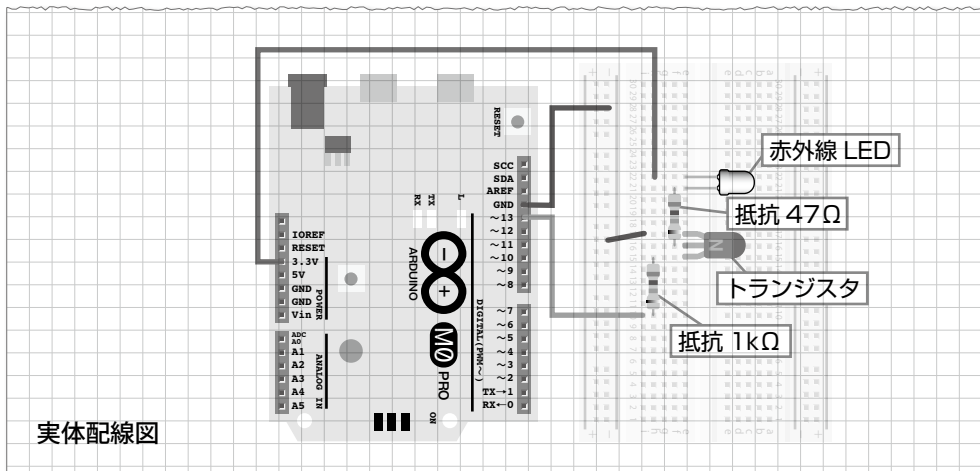 RESET
SCC
SDA
AREF
GND
～13
～12
～11
～10
～9
～8
RX
TX
L
IOREF
RESET
3.3V
5V
GND
GND
Vin
POWER
ARDUINO
M0
PRO
DIGITAL(PWM～)
～7
～6
～5
～4
～3
～2
TX→1
RX←0
ADC
A0
A1
A2
A3
A4
A5
ANALOG IN
ON
N
赤外線 LED
抵抗 47Ω
トランジスタ
抵抗 1kΩ
実体配線図